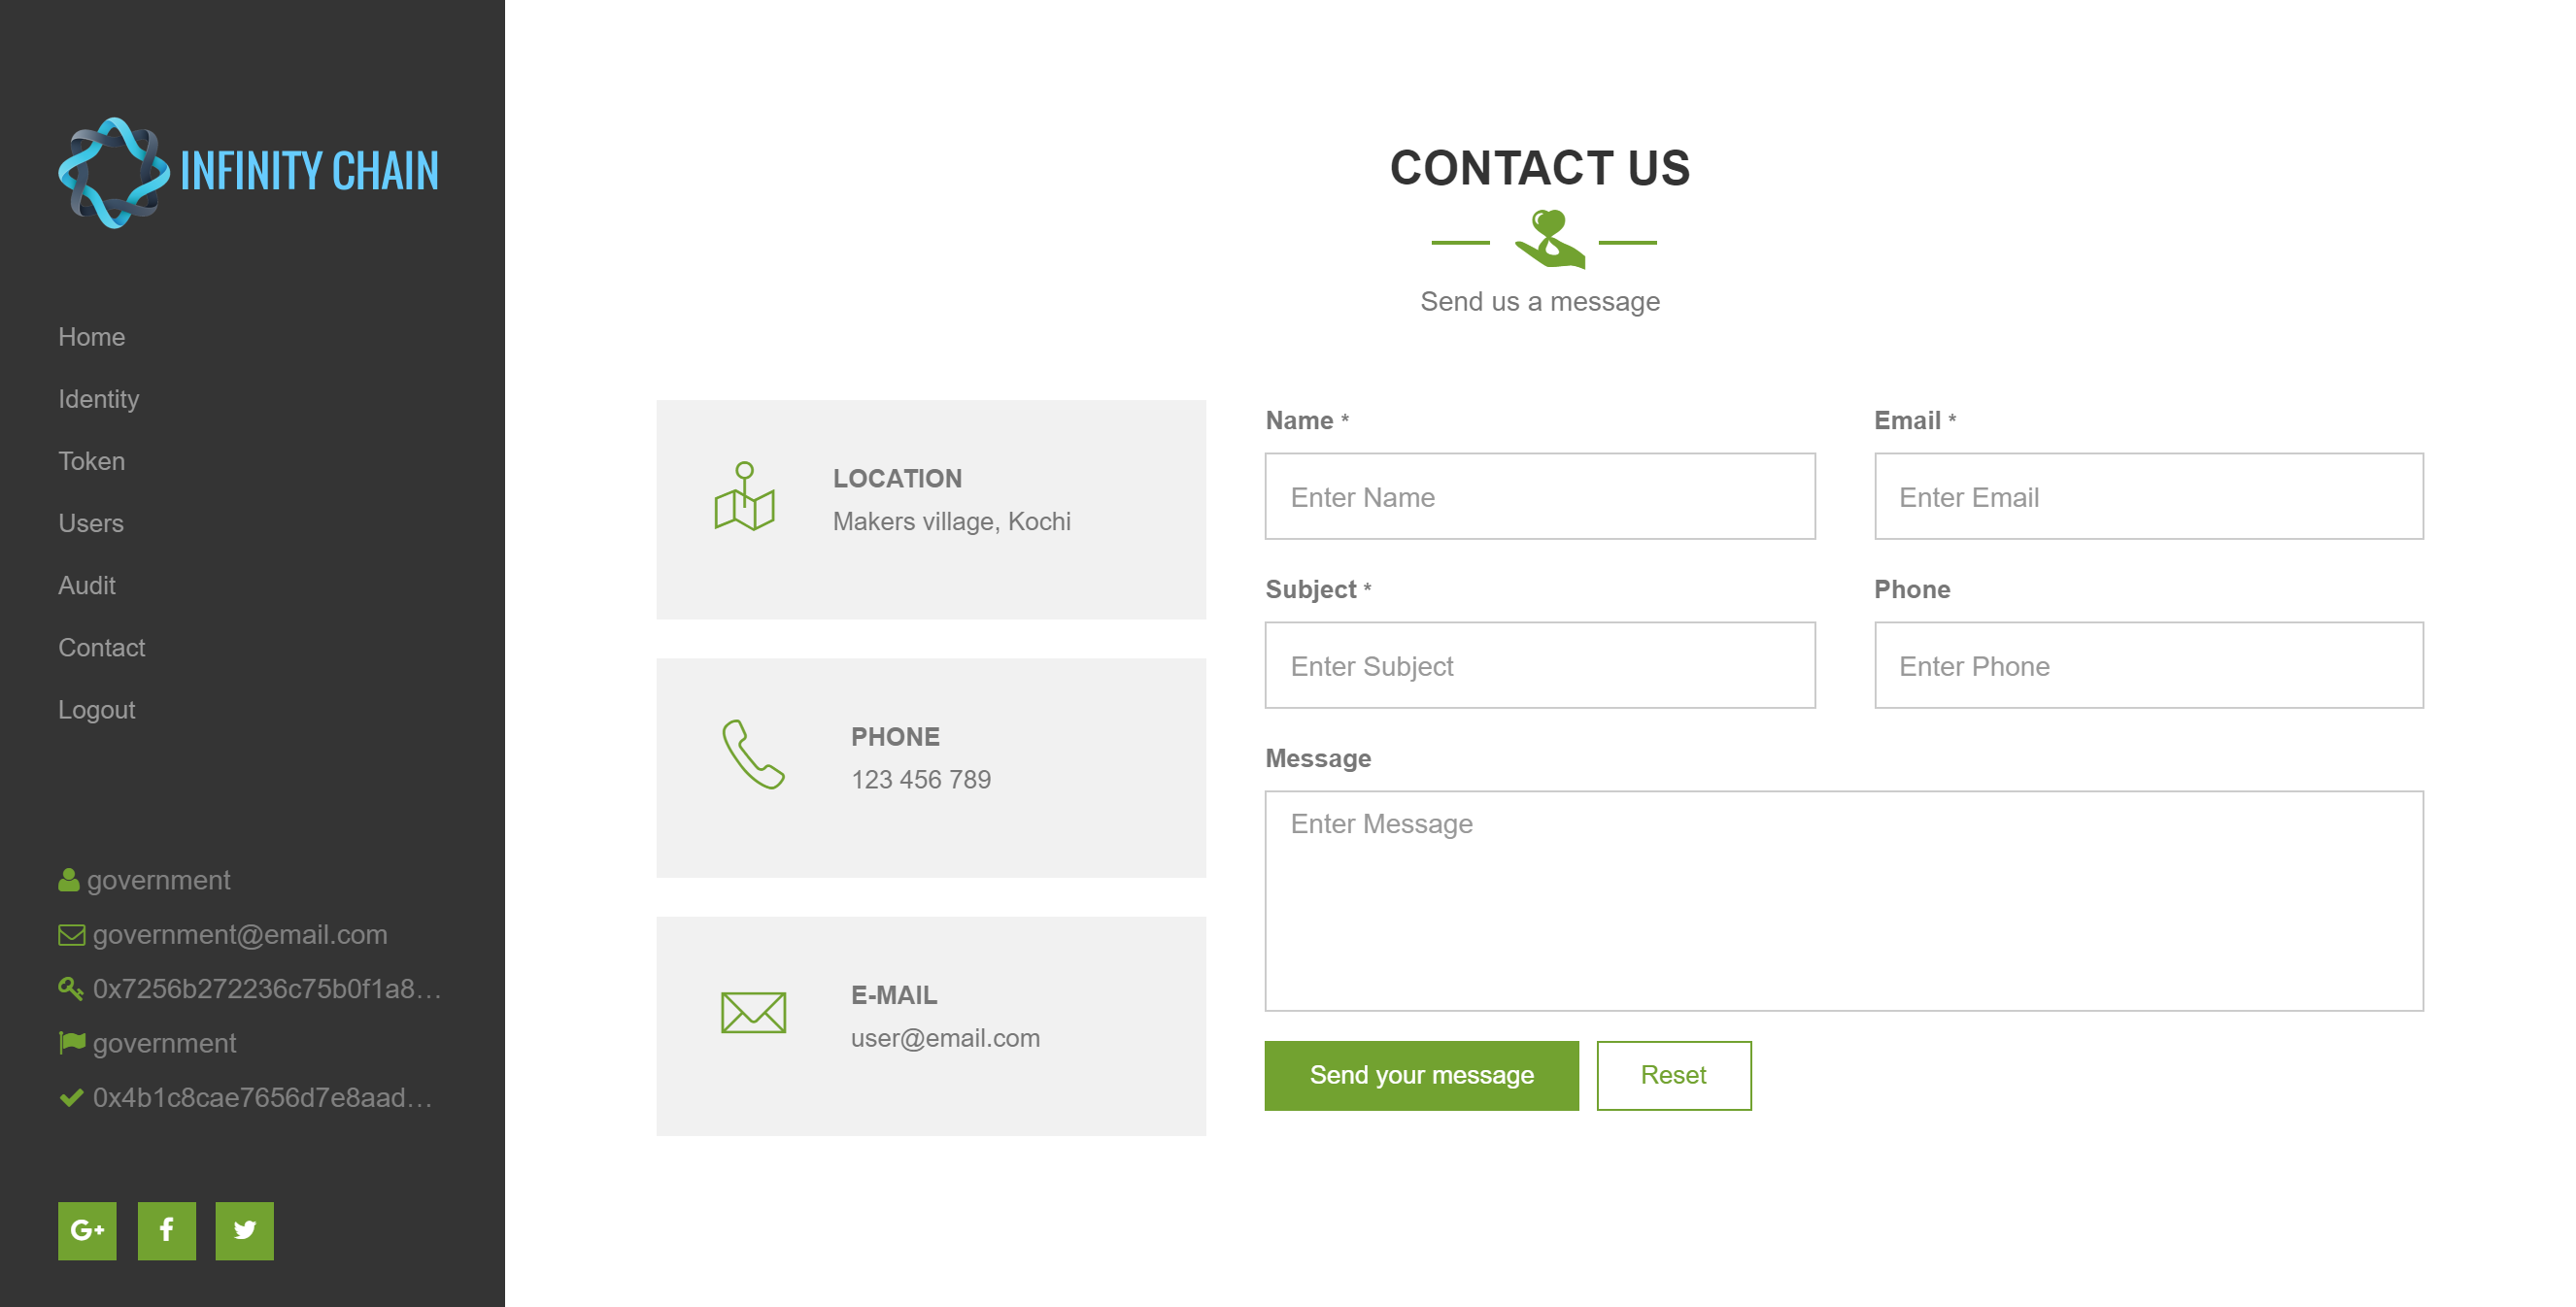 INFINITY CHAIN
Home
Identity
Token
Users
Audit
Contact
Logout
government
government@email.com
0x7256b272236c75b0f1a8...
government
0x4b1c8cae7656d7e8aad...
G+
f
CONTACT US
Send us a message
LOCATION
Makers village, Kochi
PHONE
123 456 789
E-MAIL
user@email.com
Name *
Enter Name
Email *
Enter Email
Subject *
Enter Subject
Phone
Enter Phone
Message
Enter Message
Send your message
Reset